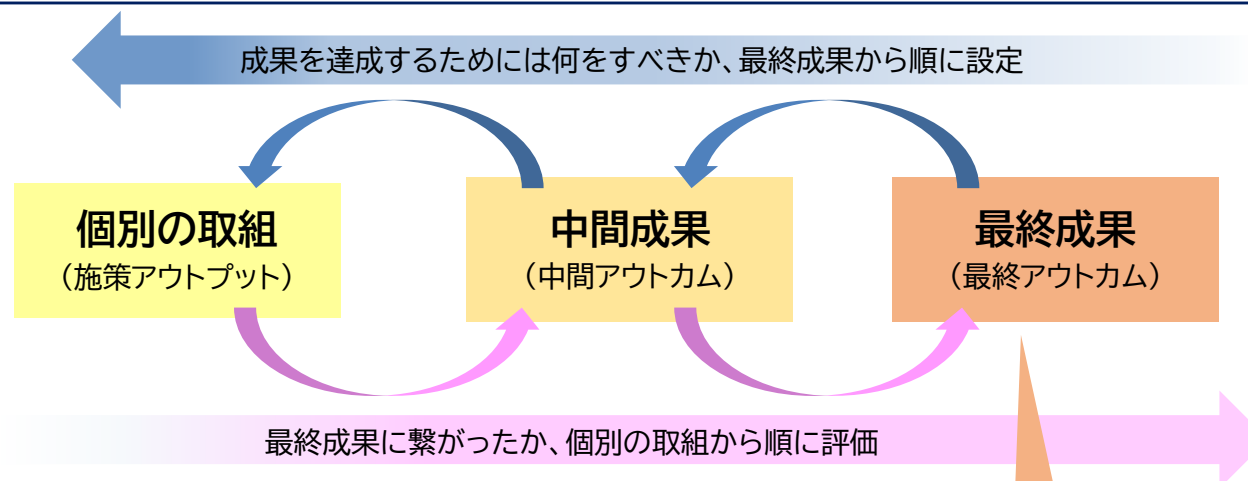 成果を達成するためには何をすべきか、最終成果から順に設定
個別の取組
（施策アウトプット）
中間成果
（中間アウトカム）
最終成果
（最終アウトカム）
最終成果に繋がったか、個別の取組から順に評価